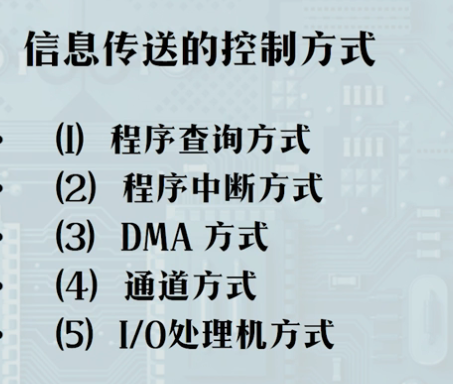 信息传送的控制方式
(1) 程序查询方式
(2) 程序中断方式
(3) DMA 方式
(4) 通道方式
(5) I/O处理机方式